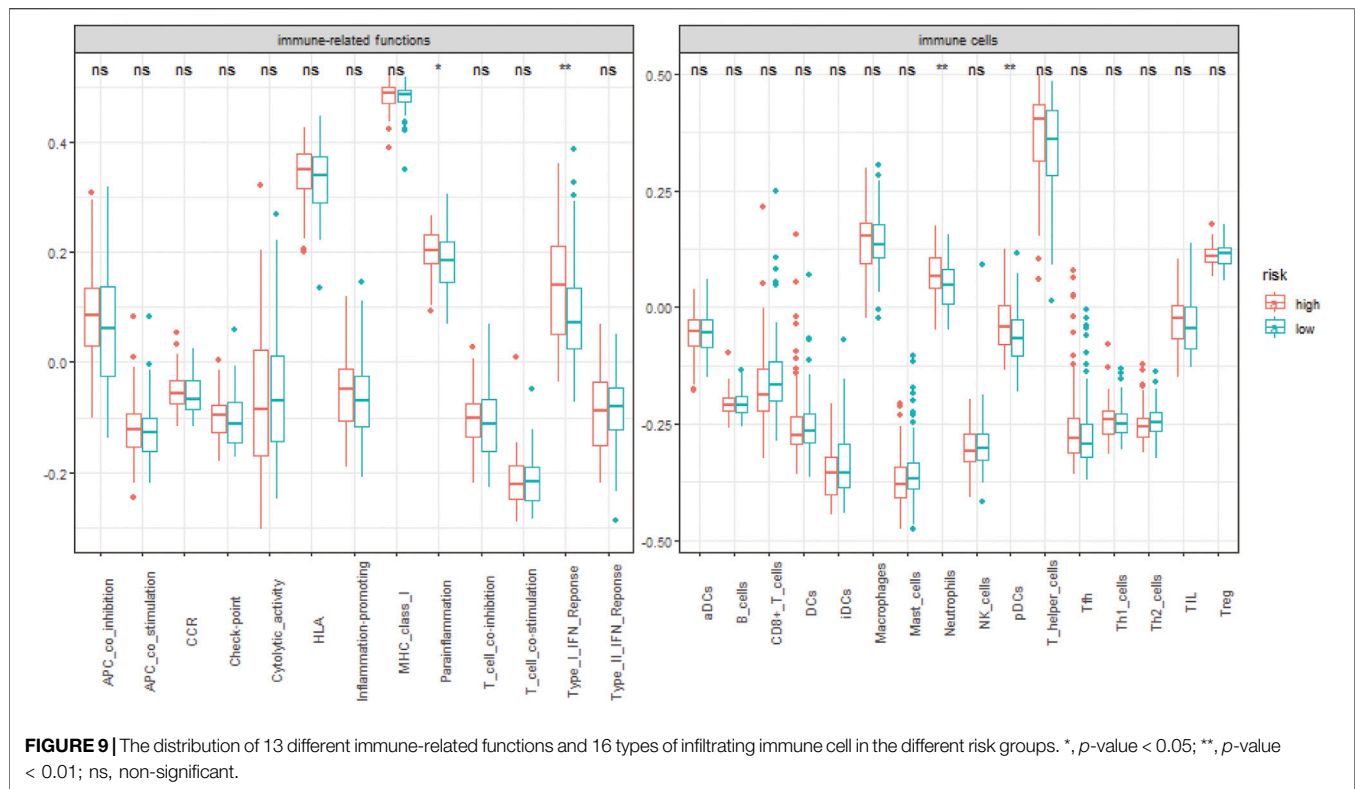 immune-related functions
immune cells
ns ns ns ns ns ns ns ns * ns ns ** ns
ns ns ns ns ns ns ns ** ns ** ns ns ns ns ns ns
0.4
0.2
0.0
-0.2
0.50
0.25
0.00
-0.25
-0.50
risk
high
low
APC_co_inhibition
APC_co_stimulation
CCR
Check-point
Cytolytic_activity
HLA
Inflammation-promoting
MHC_class_I
Parainflammation
T_cell_co-inhibition
T_cell_co-stimulation
Type_I_IFN_Reponse
Type_II_IFN_Reponse
aDCs
B_cells
CD8+_T_cells
DCs
iDCs
Macrophages
Mast_cells
Neutrophils
NK_cells
pDCs
T_helper_cells
Tfh
Th1_cells
Th2_cells
TIL
Treg
FIGURE 9 | The distribution of 13 different immune-related functions and 16 types of infiltrating immune cell in the different risk groups. *, p-value < 0.05; **, p-value
< 0.01; ns, non-significant.